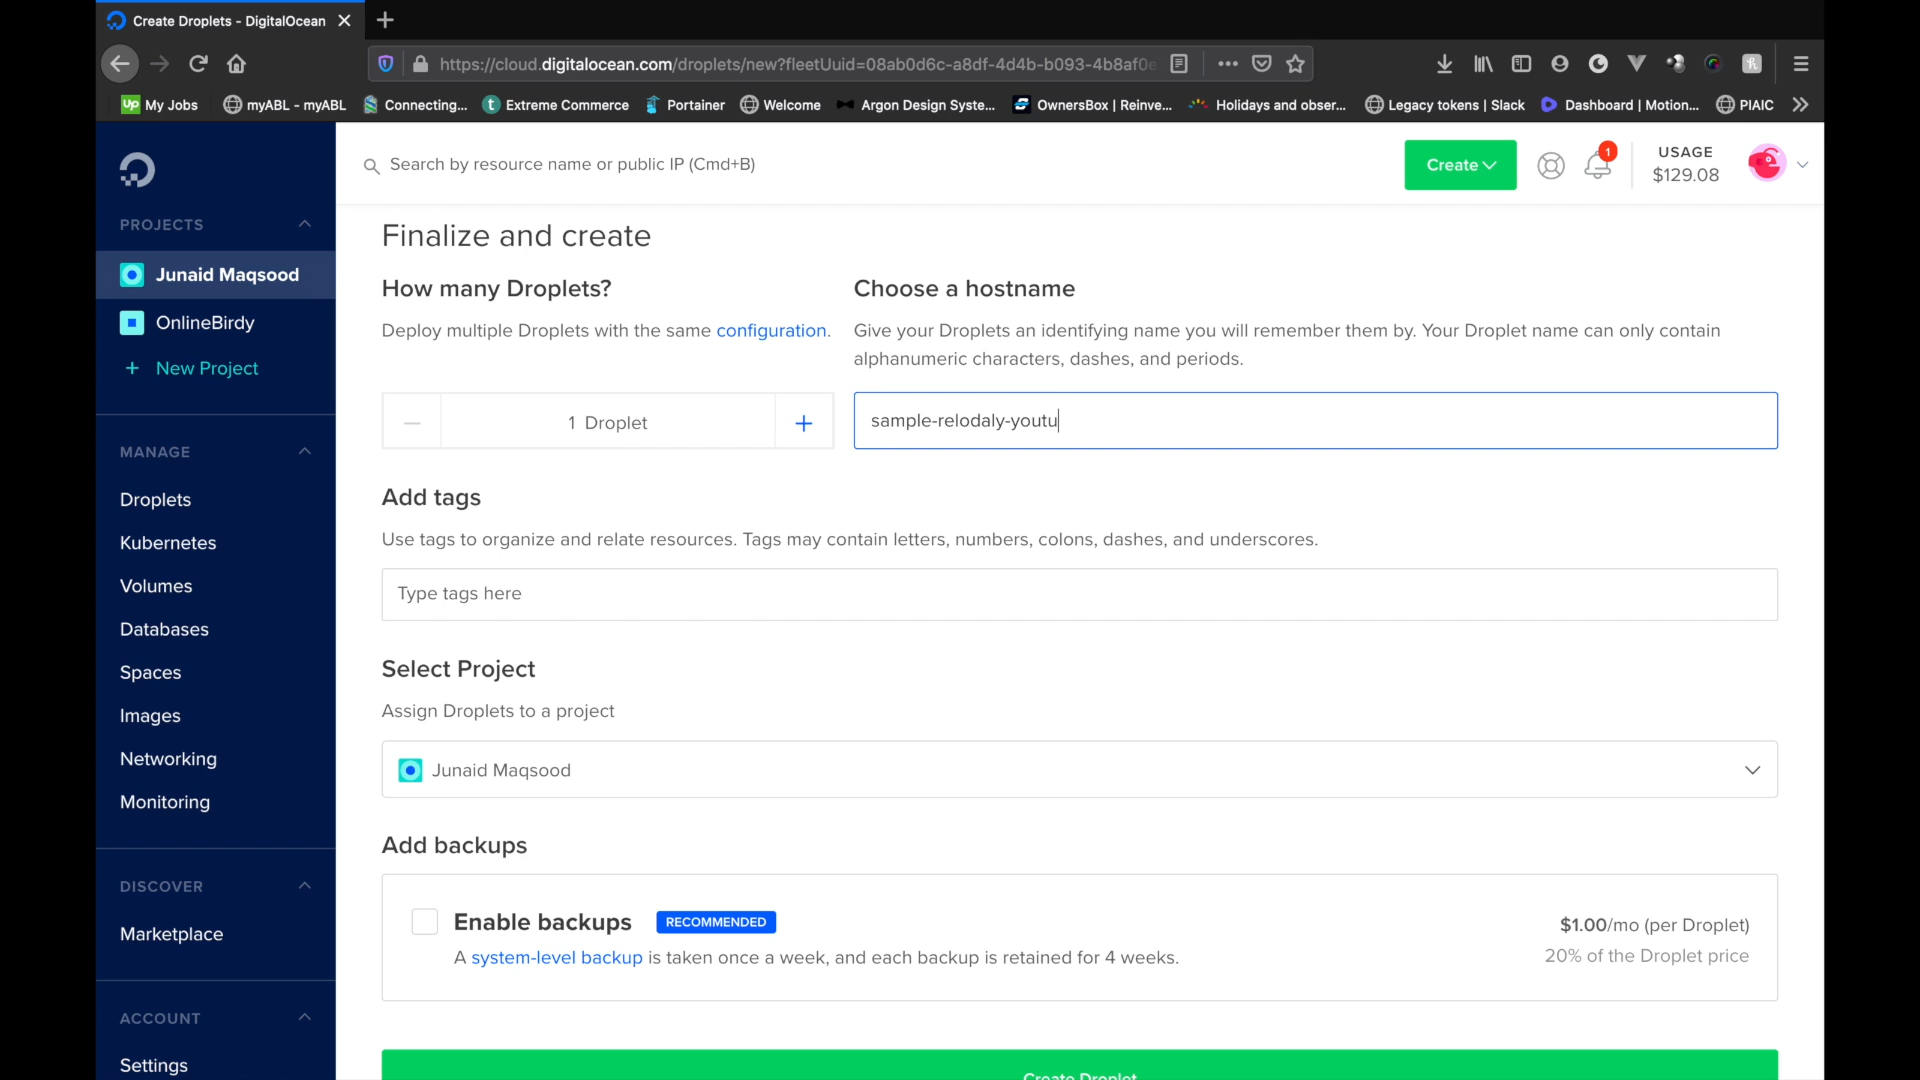 Create Droplets - DigitalOcean
https://cloud.digitalocean.com/droplets/new?fleetUuid=08ab0d6c-a8df-4d4b-b093-4b8af0e
My Jobs
myABL - myABL
Connecting...
Extreme Commerce
Portainer
Welcome
Argon Design Syste...
OwnersBox | Reinve...
Holidays and obser...
Legacy tokens | Slack
Dashboard | Motion...
PIAIC
Search by resource name or public IP (Cmd+B)
Create
1
USAGE
$129.08
PROJECTS
Junaid Maqsood
OnlineBirdy
+ New Project
MANAGE
Droplets
Kubernetes
Volumes
Databases
Spaces
Images
Networking
Monitoring
DISCOVER
Marketplace
ACCOUNT
Settings
Finalize and create
How many Droplets?
Deploy multiple Droplets with the same configuration.
1 Droplet
Choose a hostname
Give your Droplets an identifying name you will remember them by. Your Droplet name can only contain
alphanumeric characters, dashes, and periods.
sample-relodaly-youtu
Add tags
Use tags to organize and relate resources. Tags may contain letters, numbers, colons, dashes, and underscores.
Type tags here
Select Project
Assign Droplets to a project
Junaid Maqsood
Add backups
Enable backups RECOMMENDED
A system-level backup is taken once a week, and each backup is retained for 4 weeks.
$1.00/mo (per Droplet)
20% of the Droplet price
Create Droplet